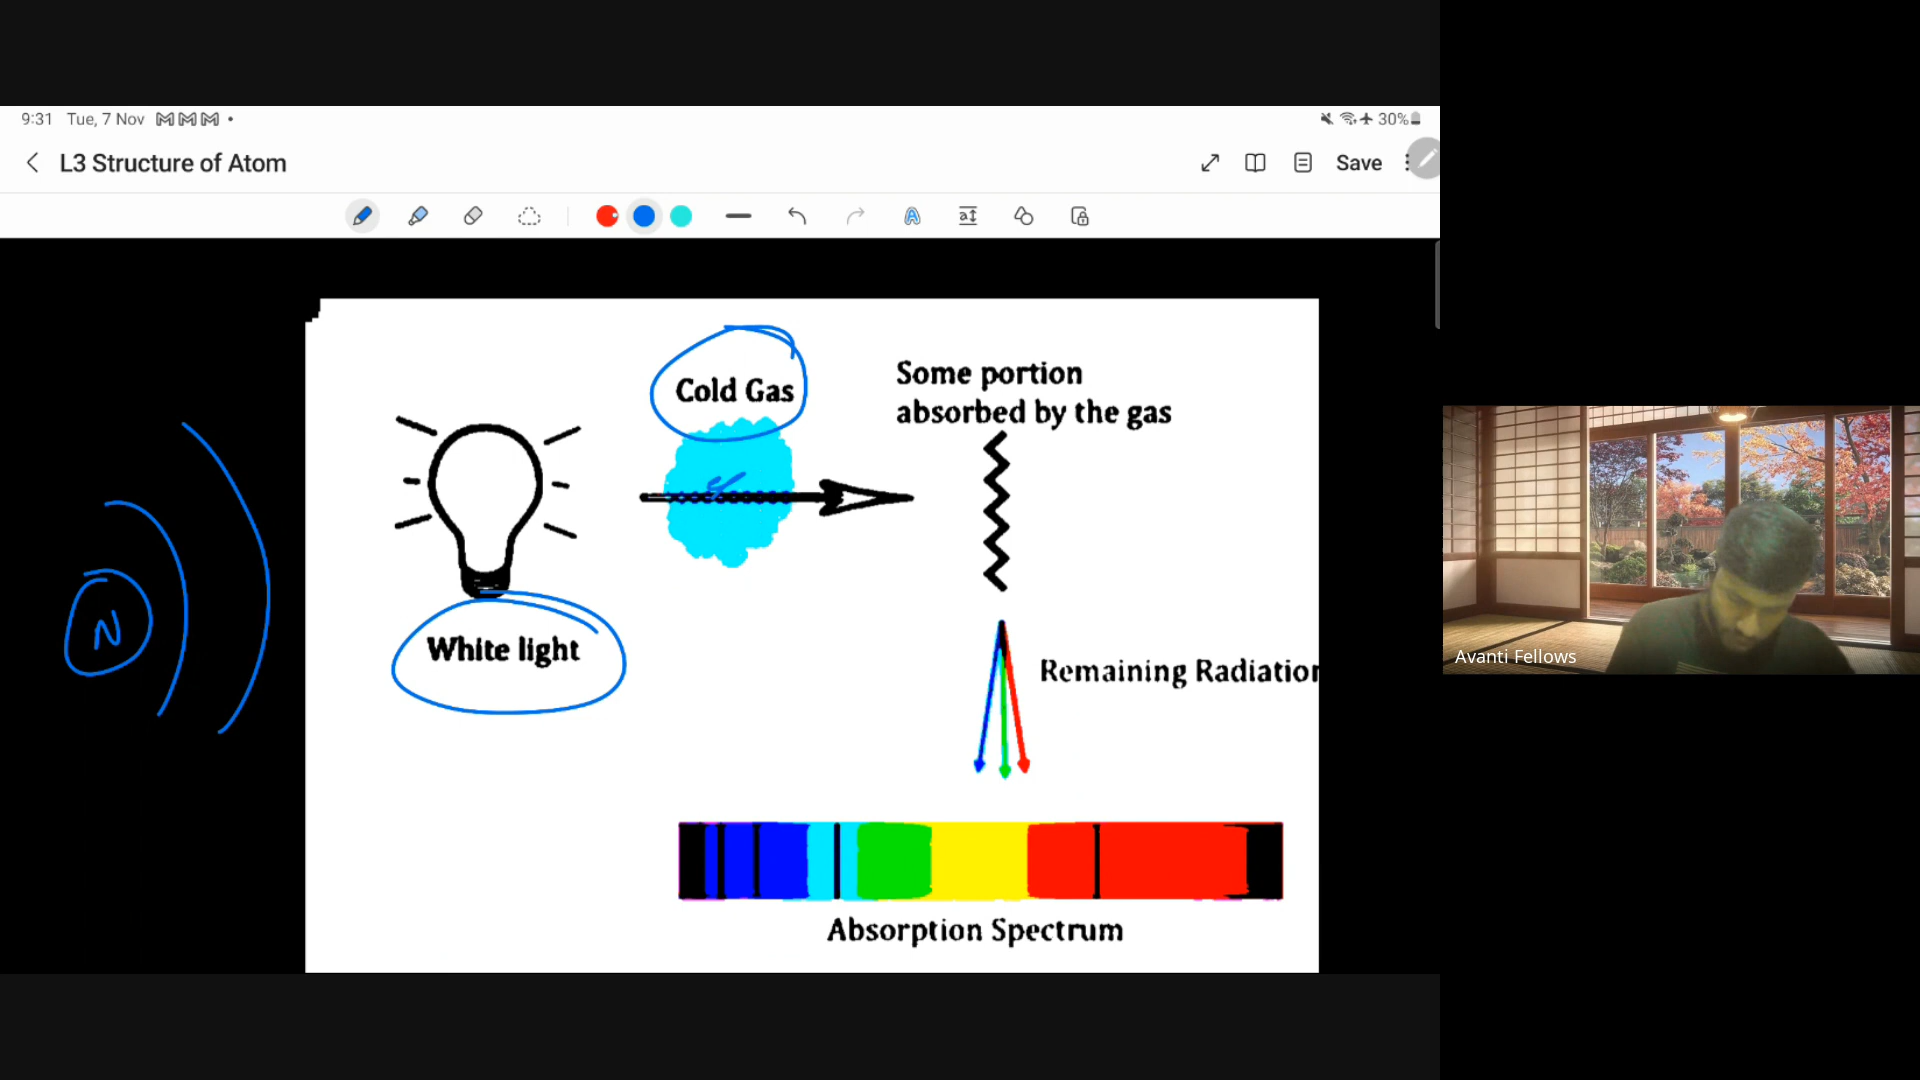 9:31 Tue, 7 Nov
30%
L3 Structure of Atom
Save
Cold Gas
Some portion
absorbed by the gas
N
White light
Remaining Radiation
Absorption Spectrum
Avanti Fellows